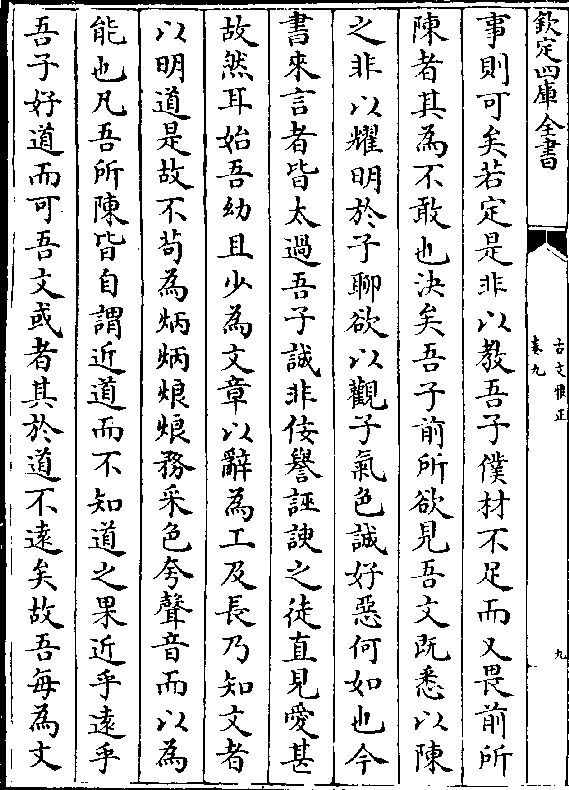 欽定四庫全書
古文雅正
卷九
九
事則可矣若定是非以教吾子僕材不足而又畏前所
陳者其為不敢也決矣吾子前所欲見吾文既悉以陳
之非以耀明於子聊欲以觀子氣色誠好惡何如也今
書來言者皆太過吾子誠非佞譽誣諛之徒直見愛甚
故然耳始吾幼且少為文章以辭為工及長乃知文者
以明道是故不茍為炳炳烺烺務采色夸聲音而以為
能也凡吾所陳皆自謂近道而不知道之果近乎遠乎
吾子好道而可吾文或者其於道不遠矣故吾每為文